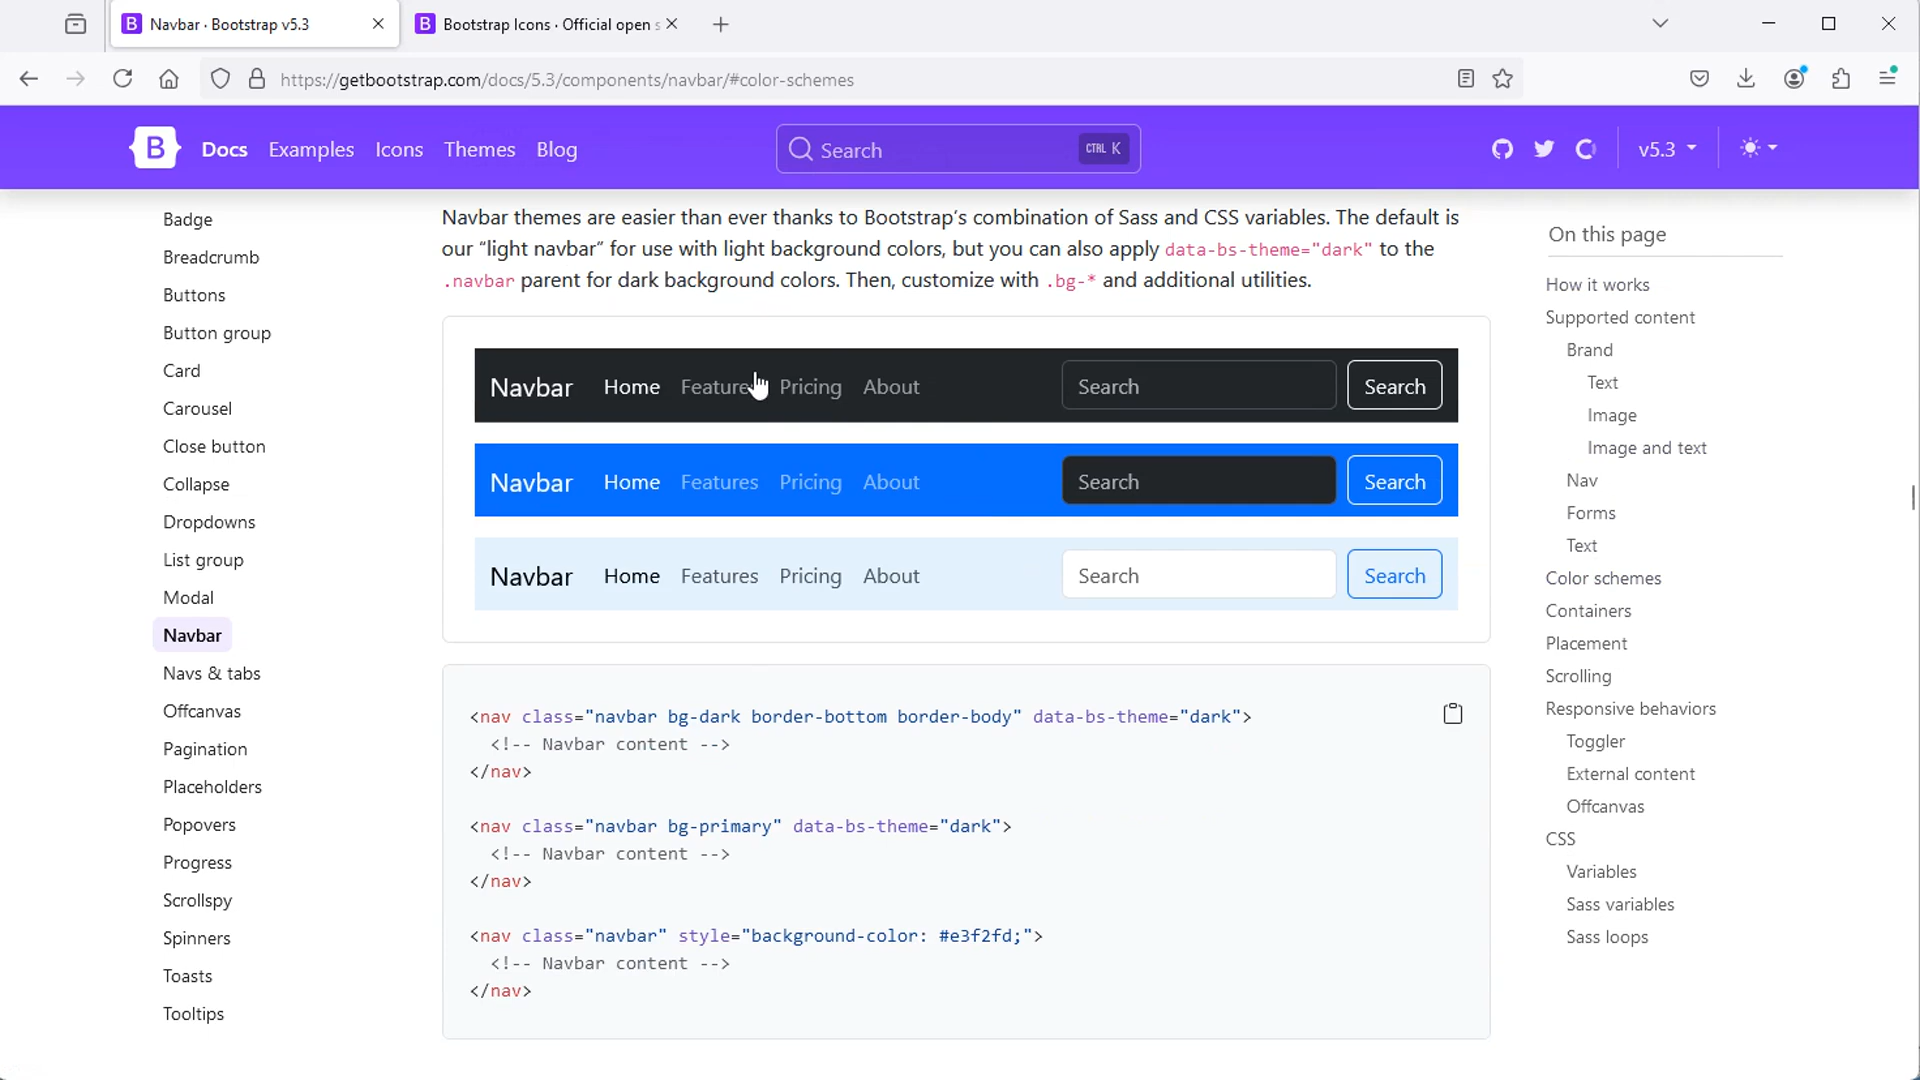 Navbar · Bootstrap v5.3
Bootstrap Icons · Official open s
https://getbootstrap.com/docs/5.3/components/navbar/#color-schemes
B
Docs
Examples
Icons
Themes
Blog
Search
CTRL K
v5.3
Badge
Breadcrumb
Buttons
Button group
Card
Carousel
Close button
Collapse
Dropdowns
List group
Modal
Navbar
Navs & tabs
Offcanvas
Pagination
Placeholders
Popovers
Progress
Scrollspy
Spinners
Toasts
Tooltips
Navbar themes are easier than ever thanks to Bootstrap's combination of Sass and CSS variables. The default is
our “light navbar” for use with light background colors, but you can also apply data-bs-theme="dark" to the
.navbar parent for dark background colors. Then, customize with .bg-* and additional utilities.
Navbar Home Features Pricing About Search Search
Navbar Home Features Pricing About Search Search
Navbar Home Features Pricing About Search Search
<nav class="navbar bg-dark border-bottom border-body" data-bs-theme="dark">
<!-- Navbar content -->
</nav>
<nav class="navbar bg-primary" data-bs-theme="dark">
<!-- Navbar content -->
</nav>
<nav class="navbar" style="background-color: #e3f2fd;">
<!-- Navbar content -->
</nav>
On this page
How it works
Supported content
Brand
Text
Image
Image and text
Nav
Forms
Text
Color schemes
Containers
Placement
Scrolling
Responsive behaviors
Toggler
External content
Offcanvas
CSS
Variables
Sass variables
Sass loops